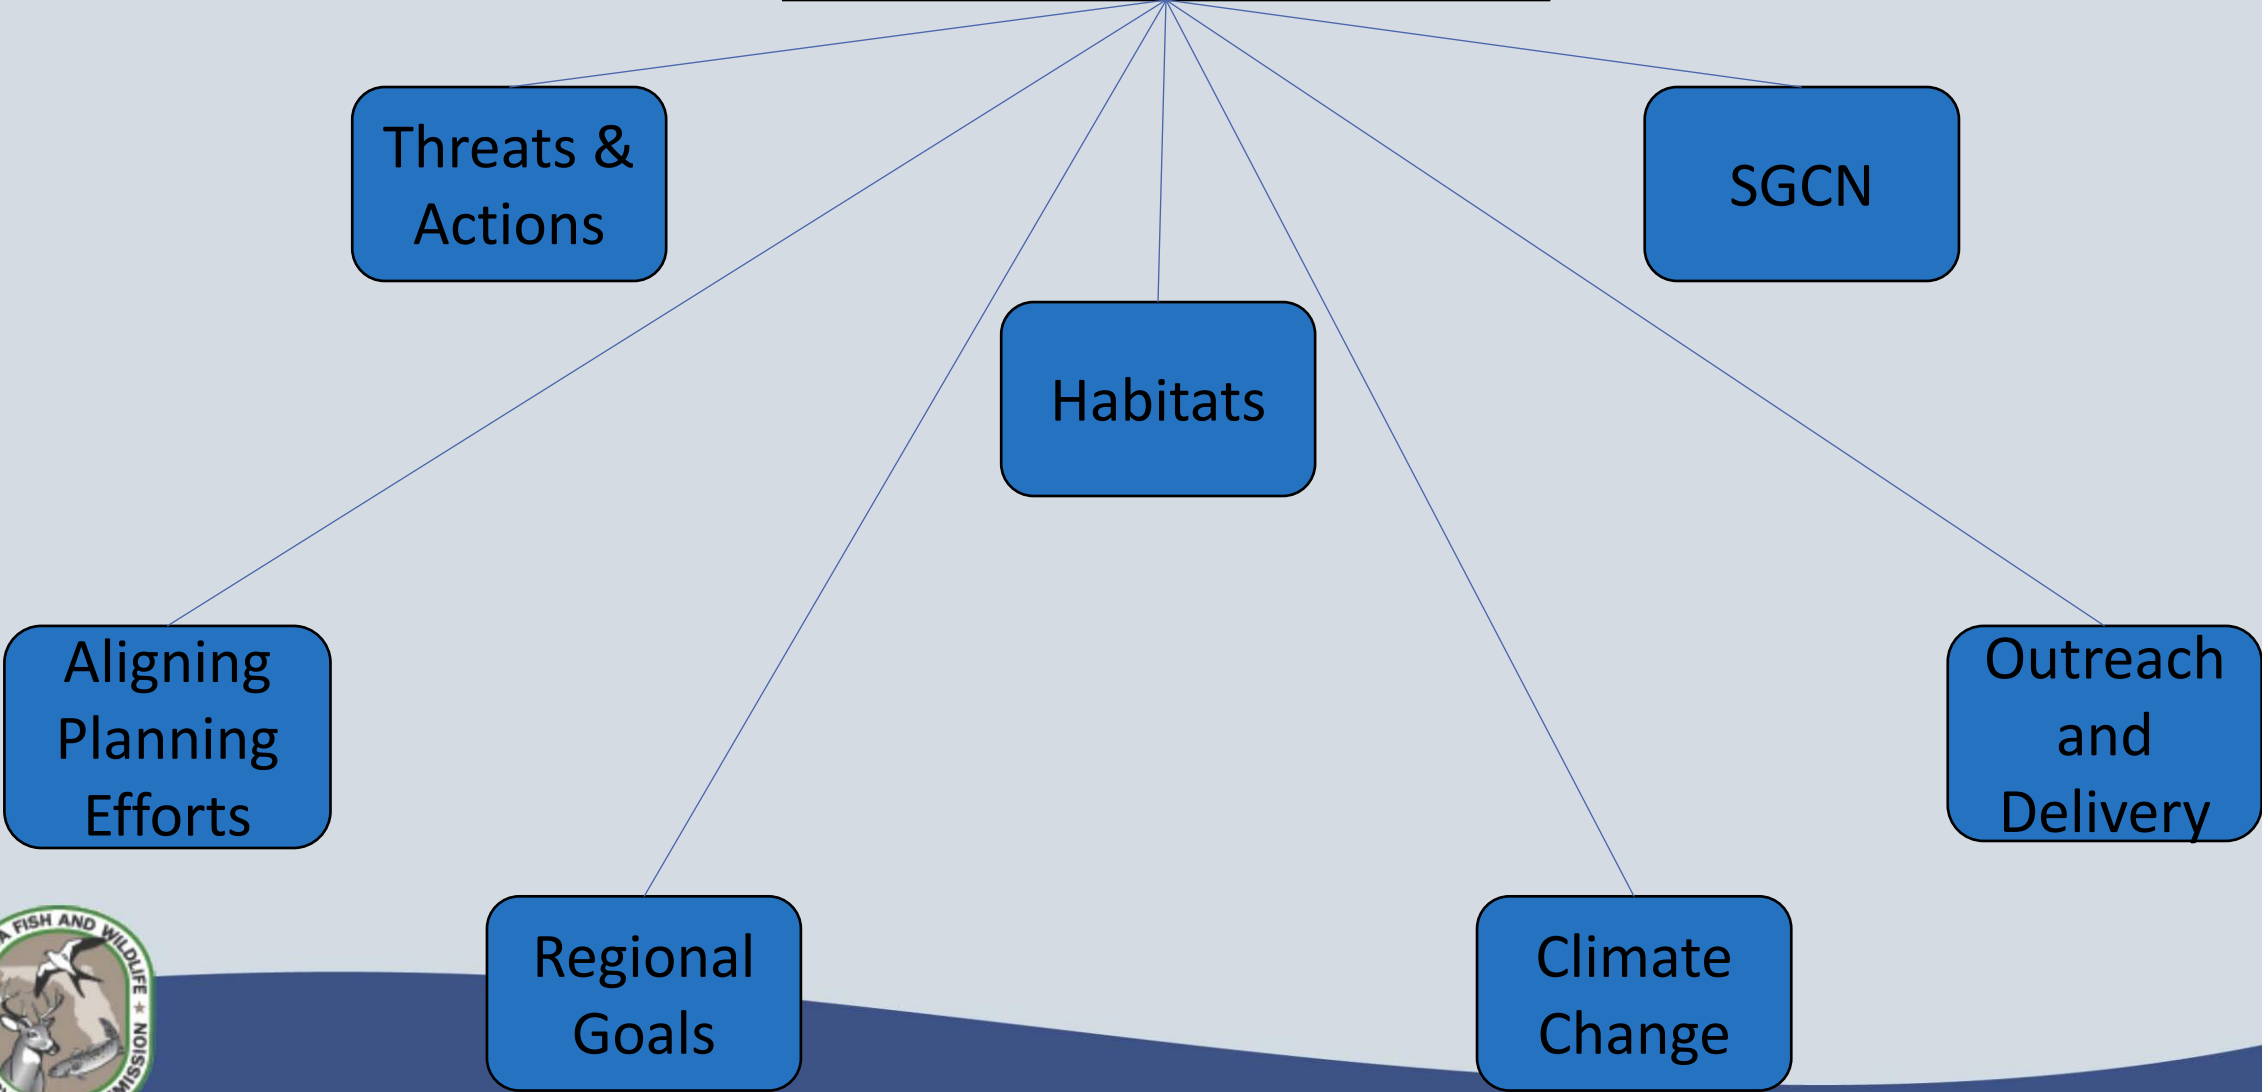 Threats &
Actions
SGCN
Habitats
Aligning
Planning
Efforts
Outreach
and
Delivery
Regional
Goals
Climate
Change
FISH AND WILDLIFE